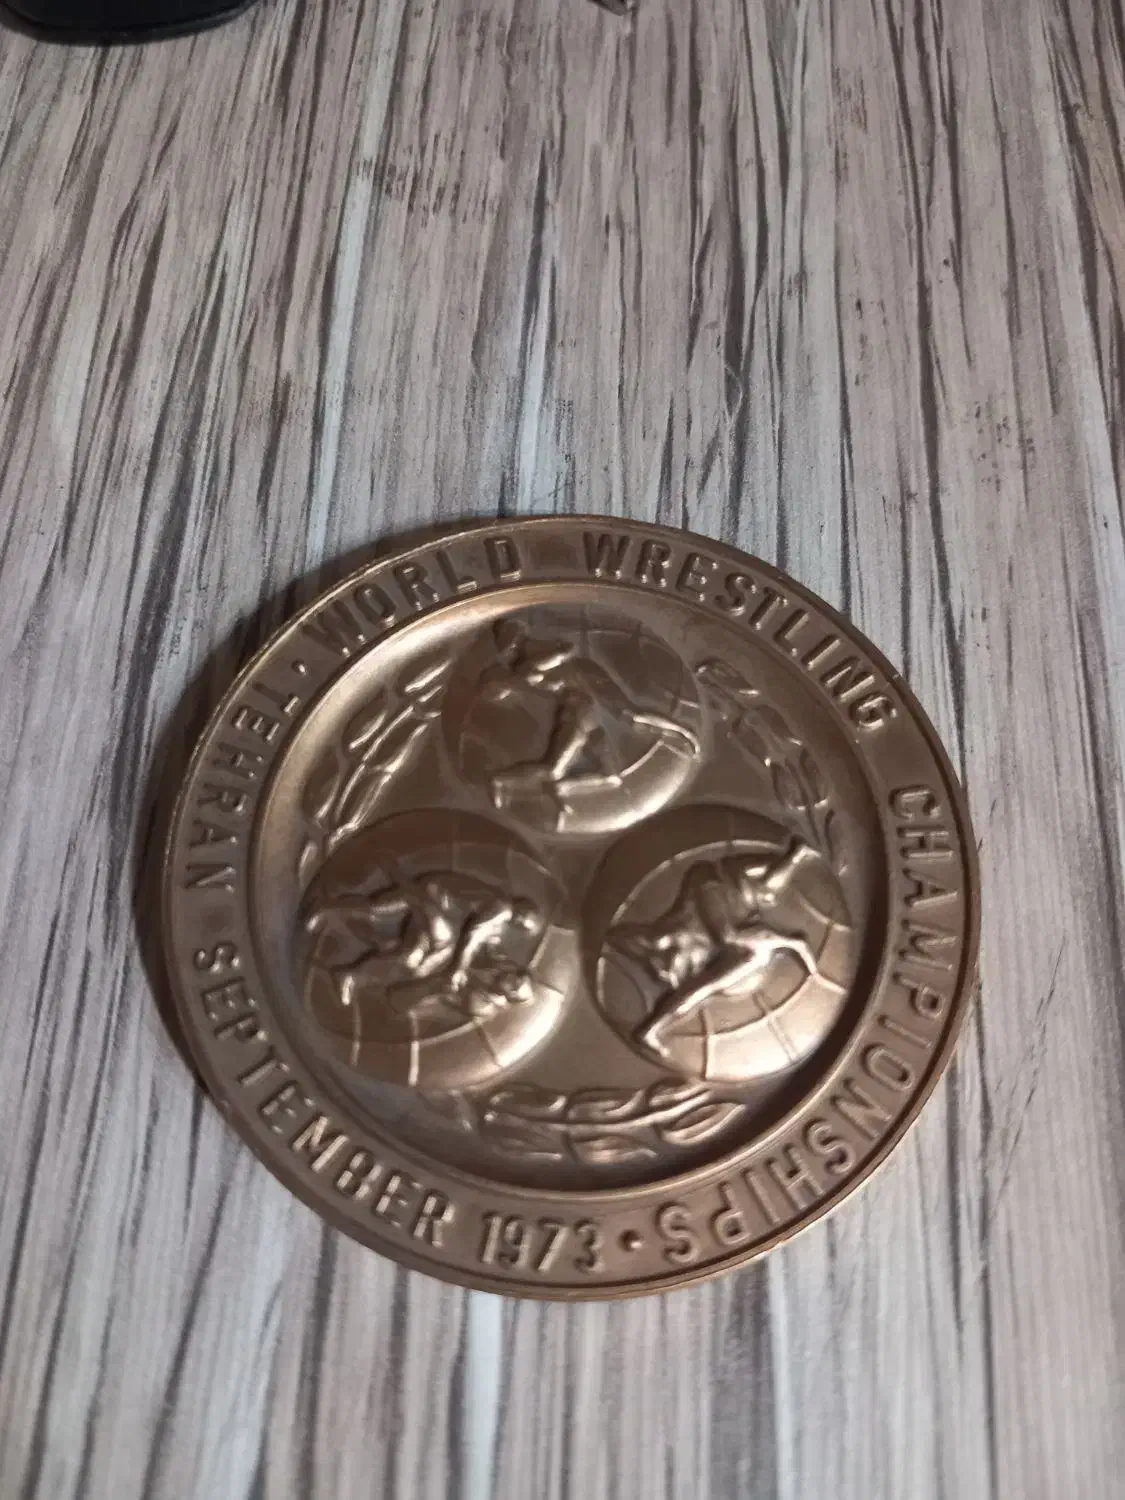 · WORLD WRESTLING CHAMPIONSHIPS ·
TEHRAN SEPTEMBER 1973